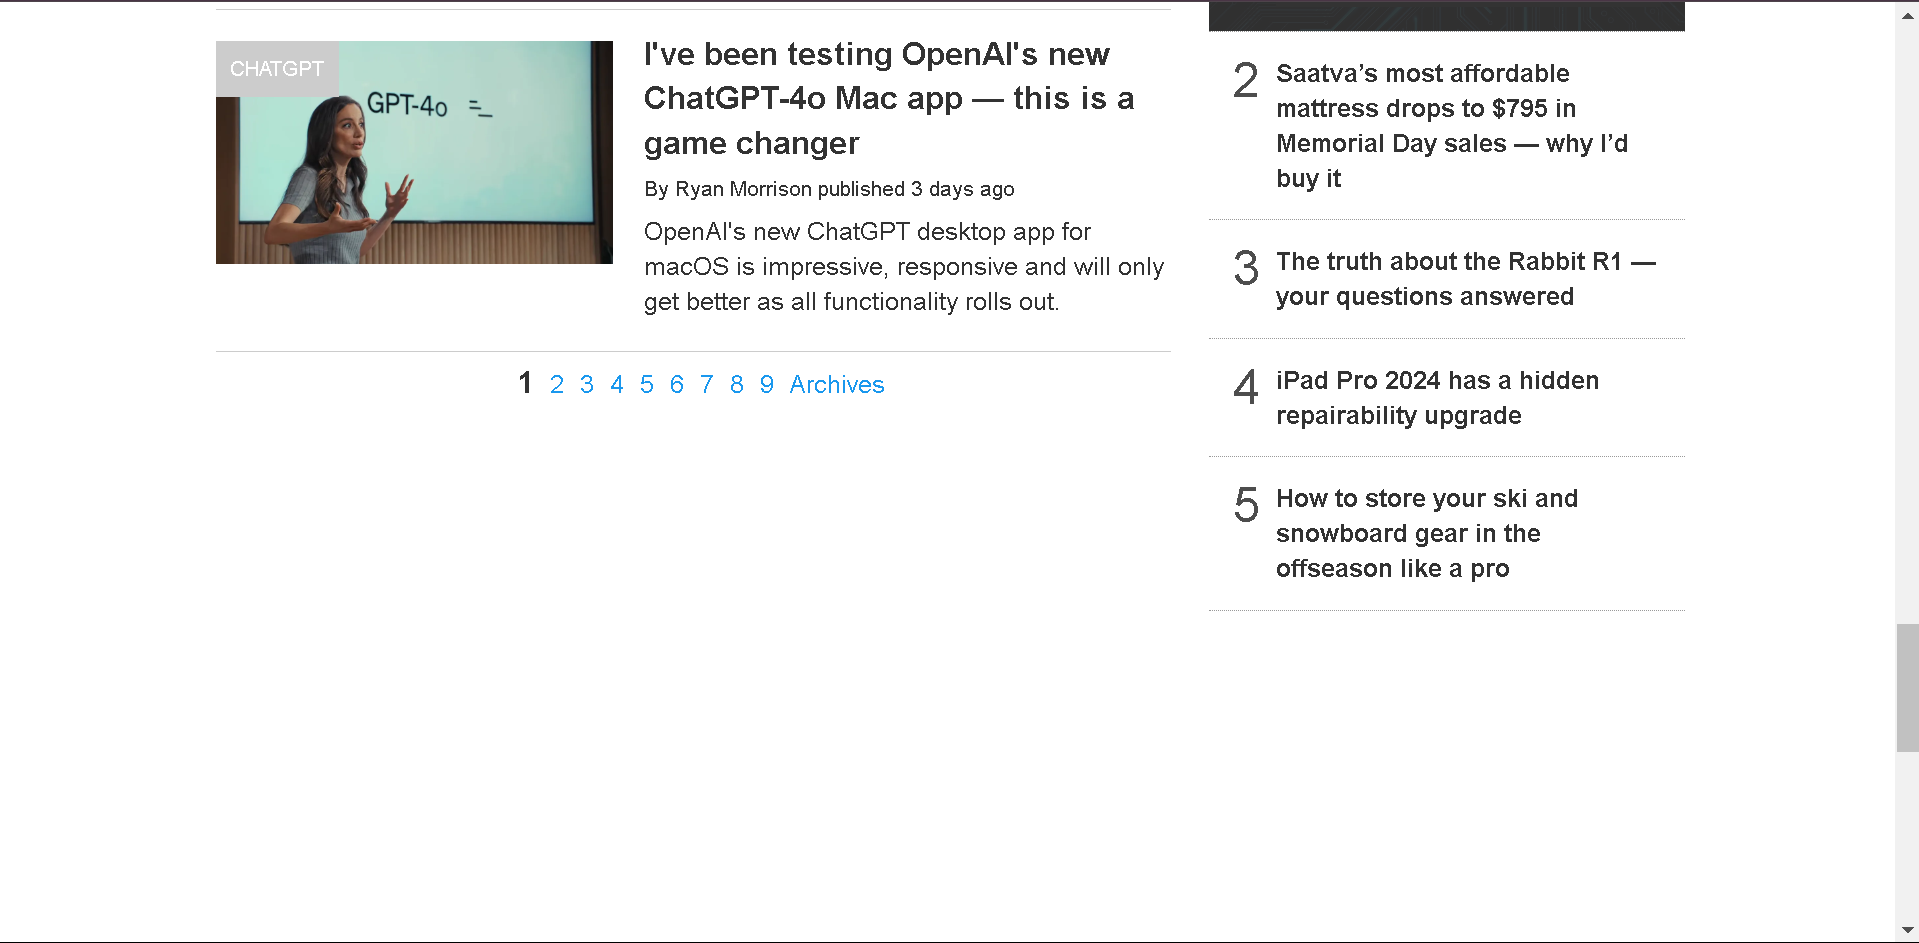 CHATGPT
GPT-4o
I've been testing OpenAI's new
ChatGPT-4o Mac app — this is a
game changer
By Ryan Morrison published 3 days ago
OpenAI's new ChatGPT desktop app for
macOS is impressive, responsive and will only
get better as all functionality rolls out.
1 2 3 4 5 6 7 8 9 Archives
2 Saatva’s most affordable
mattress drops to $795 in
Memorial Day sales — why I’d
buy it
3 The truth about the Rabbit R1 —
your questions answered
4 iPad Pro 2024 has a hidden
repairability upgrade
5 How to store your ski and
snowboard gear in the
offseason like a pro